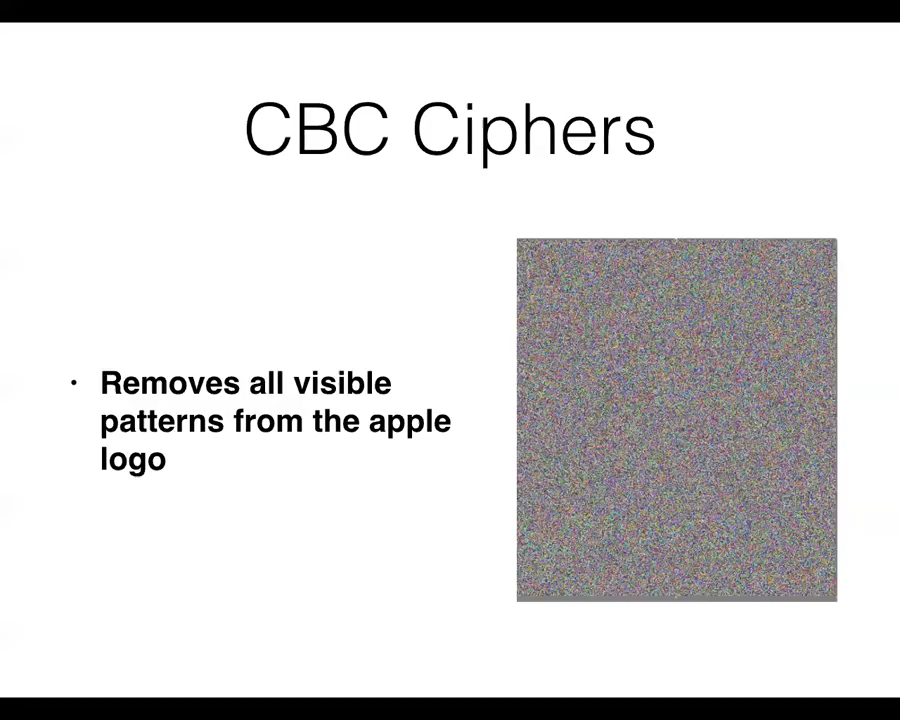 CBC Ciphers
• Removes all visible
patterns from the apple
logo